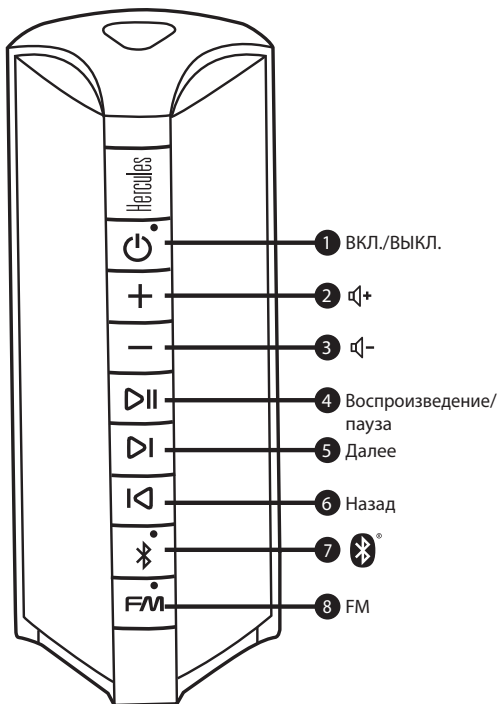 Hercules
1 ВКЛ./ВЫКЛ.
2 +
3 -
4 Воспроизведение/
пауза
5 Далее
6 Назад
7 ®
FM
8 FM